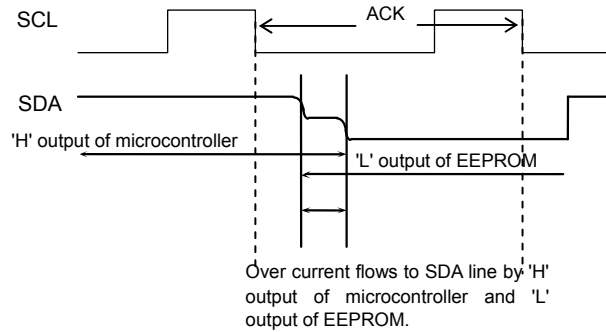 SCL
ACK
SDA
'H' output of microcontroller
'L' output of EEPROM
Over current flows to SDA line by 'H'
output of microcontroller and 'L'
output of EEPROM.